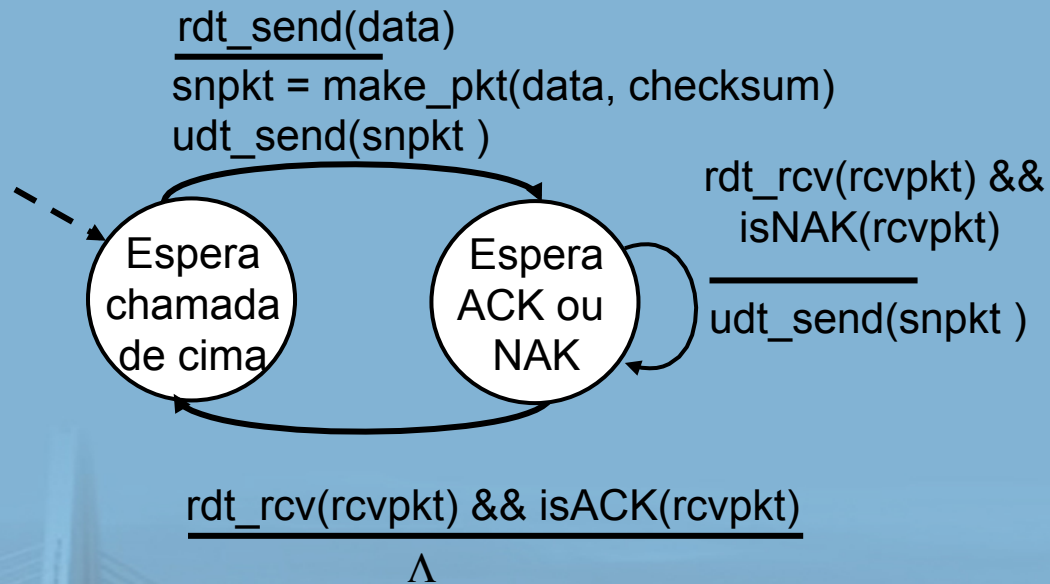 rdt_send(data)
snpkt = make_pkt(data, checksum)
udt_send(snpkt )
rdt_rcv(rcvpkt) &&
isNAK(rcvpkt)
udt_send(snpkt )
Espera
chamada
de cima
Espera
ACK ou
NAK
rdt_rcv(rcvpkt) && isACK(rcvpkt)
Λ